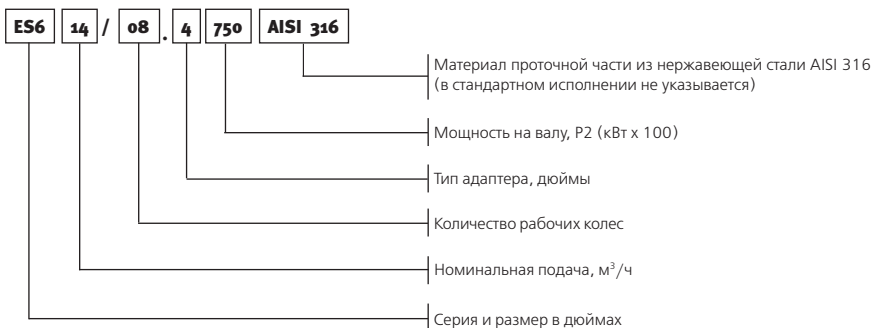 ES6 14 / 08 . 4 750 AISI 316
Материал проточной части из нержавеющей стали AISI 316
(в стандартном исполнении не указывается)
Мощность на валу, P2 (кВт x 100)
Тип адаптера, дюймы
Количество рабочих колес
Номинальная подача, м³/ч
Серия и размер в дюймах